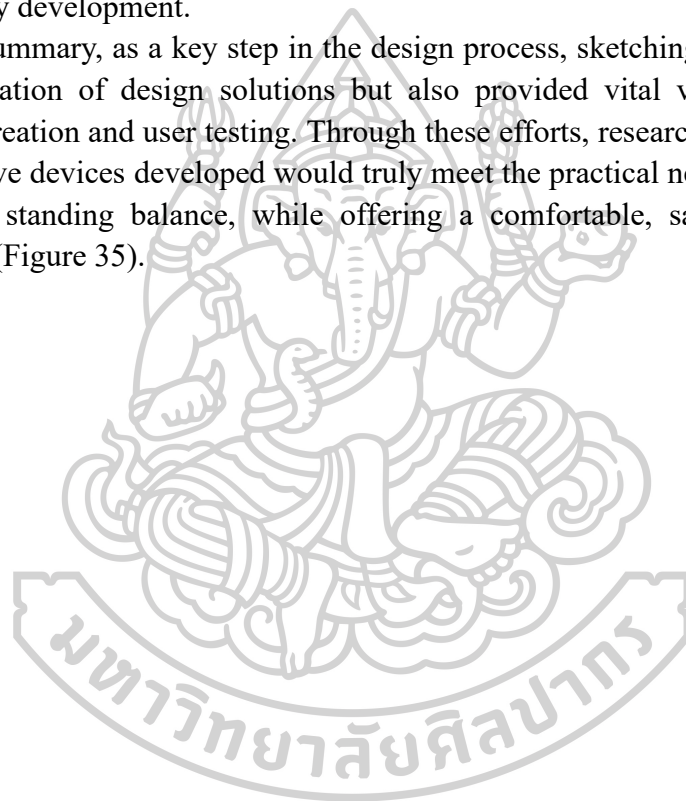 y development.
ummary, as a key step in the design process, sketching
ation of design solutions but also provided vital v
reation and user testing. Through these efforts, researc
ve devices developed would truly meet the practical ne
standing balance, while offering a comfortable, sa
(Figure 35).
มหาวิทยาลัยศิลปากร